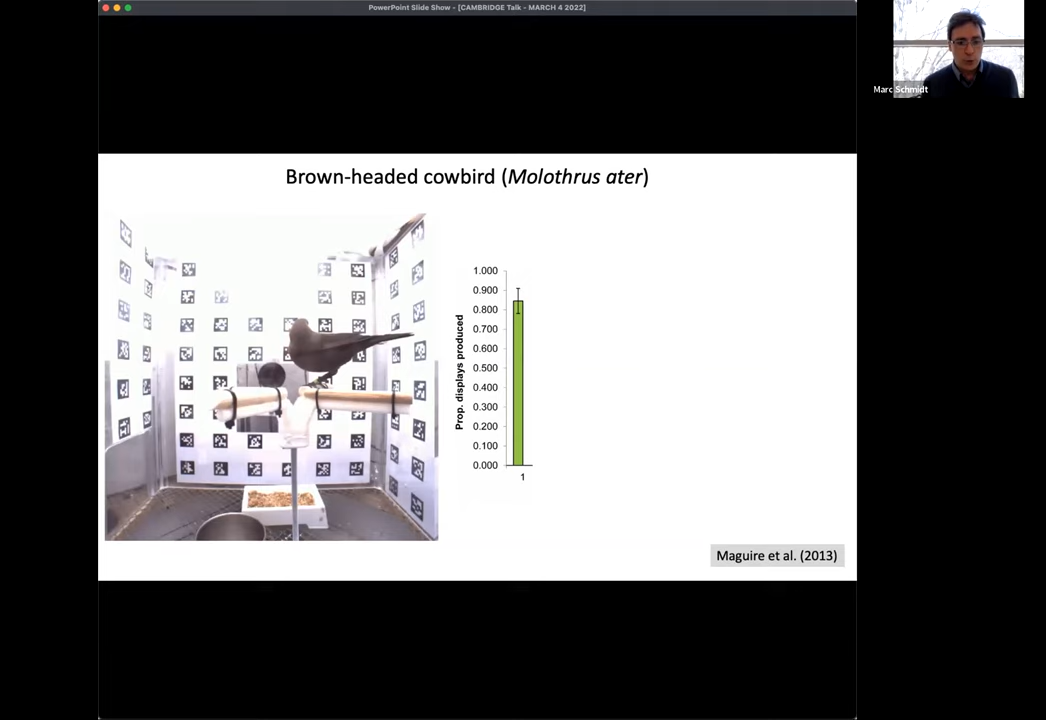 PowerPoint Slide Show - [CAMBRIDGE Talk - MARCH 4 2022]
Marc Schmidt
Brown-headed cowbird (Molothrus ater)
Prop. displays produced
1.000
0.900
0.800
0.700
0.600
0.500
0.400
0.300
0.200
0.100
0.000
1
Maguire et al. (2013)